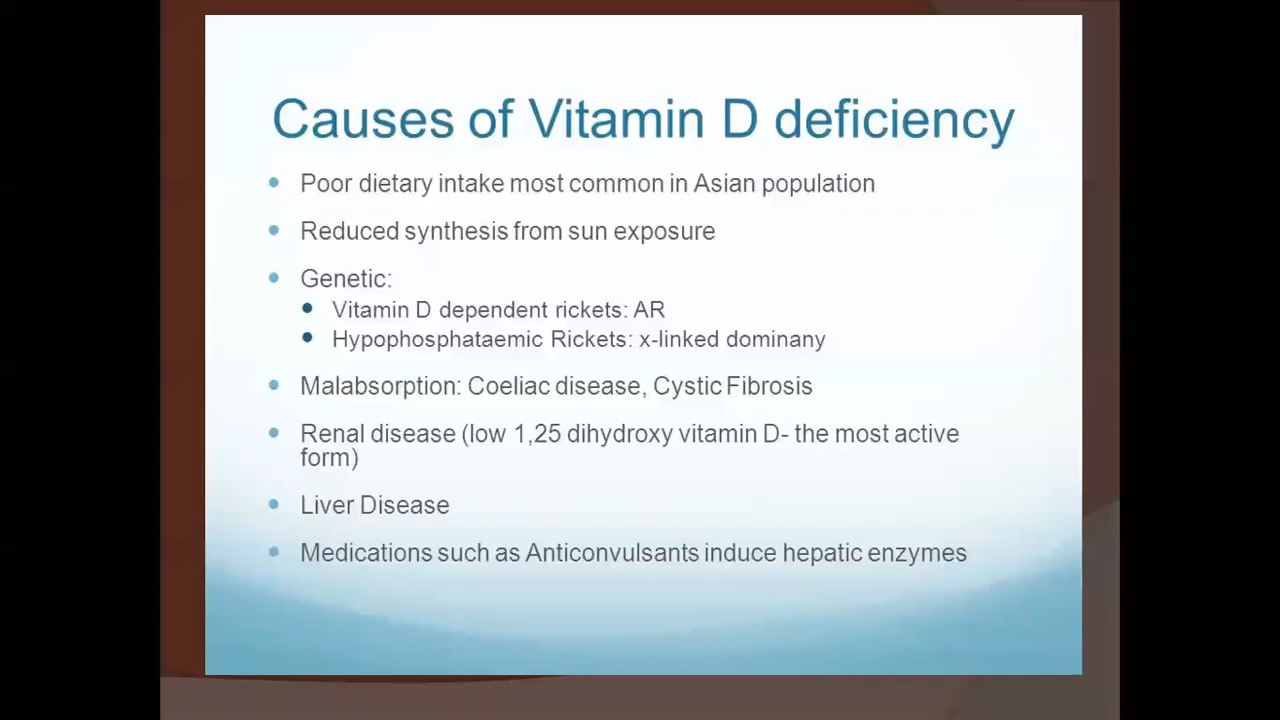 Causes of Vitamin D deficiency
• Poor dietary intake most common in Asian population
• Reduced synthesis from sun exposure
• Genetic:
• Vitamin D dependent rickets: AR
• Hypophosphataemic Rickets: x-linked dominany
• Malabsorption: Coeliac disease, Cystic Fibrosis
• Renal disease (low 1,25 dihydroxy vitamin D- the most active
form)
• Liver Disease
• Medications such as Anticonvulsants induce hepatic enzymes